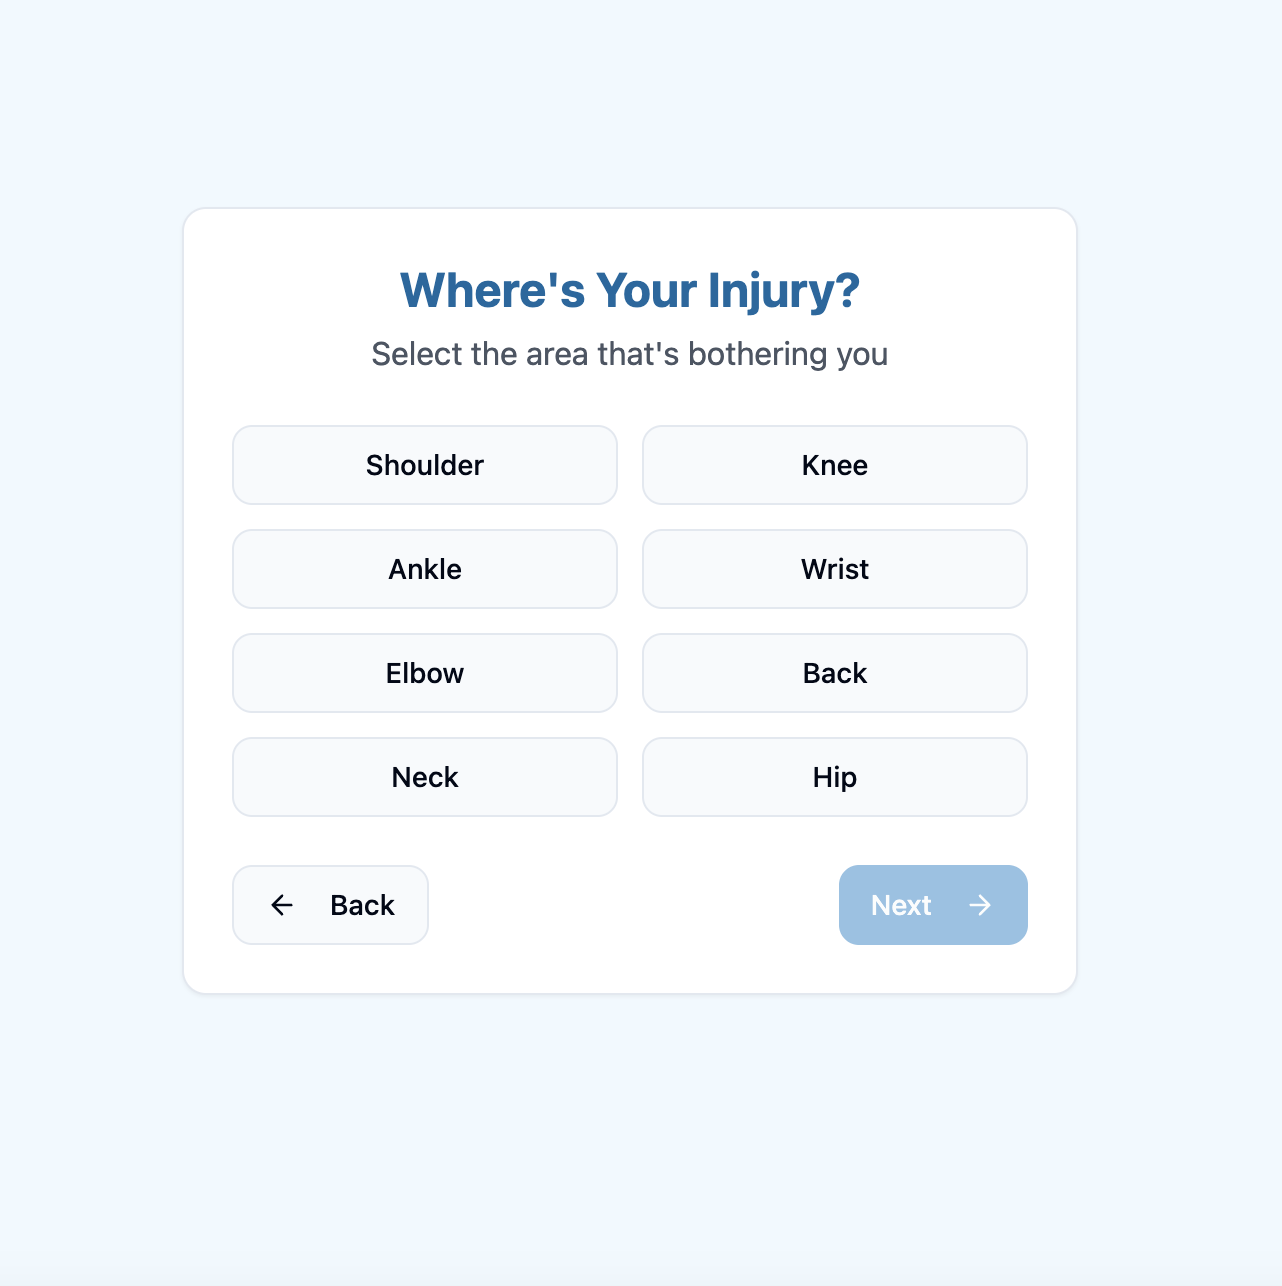 Where's Your Injury?
Select the area that's bothering you
Shoulder
Knee
Ankle
Wrist
Elbow
Back
Neck
Hip
Back
Next